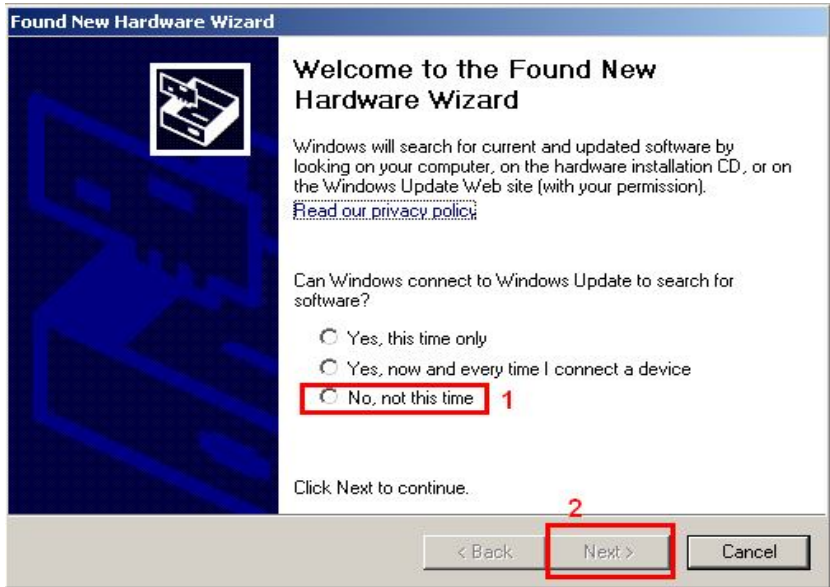 Found New Hardware Wizard
Welcome to the Found New
Hardware Wizard
Windows will search for current and updated software by
looking on your computer, on the hardware installation CD, or on
the Windows Update Web site (with your permission).
Read our privacy policy
Can Windows connect to Windows Update to search for
software?
Yes, this time only
Yes, now and every time I connect a device
No, not this time 1
Click Next to continue.
2
< Back Next > Cancel